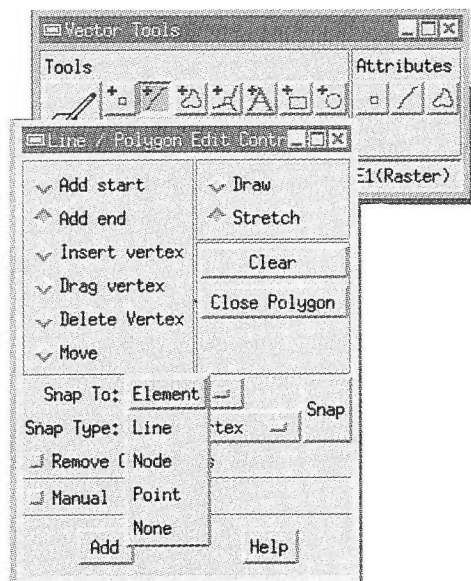 Vector Tools
Tools
Attributes
E1(Raster)
Line / Polygon Edit Contr
Add start
Add end
Insert vertex
Drag vertex
Delete Vertex
Move
Draw
Stretch
Clear
Close Polygon
Snap To: Element
Snap Type: Line
tex
Snap
Remove
Node
s
Manual
Point
None
Add
Help